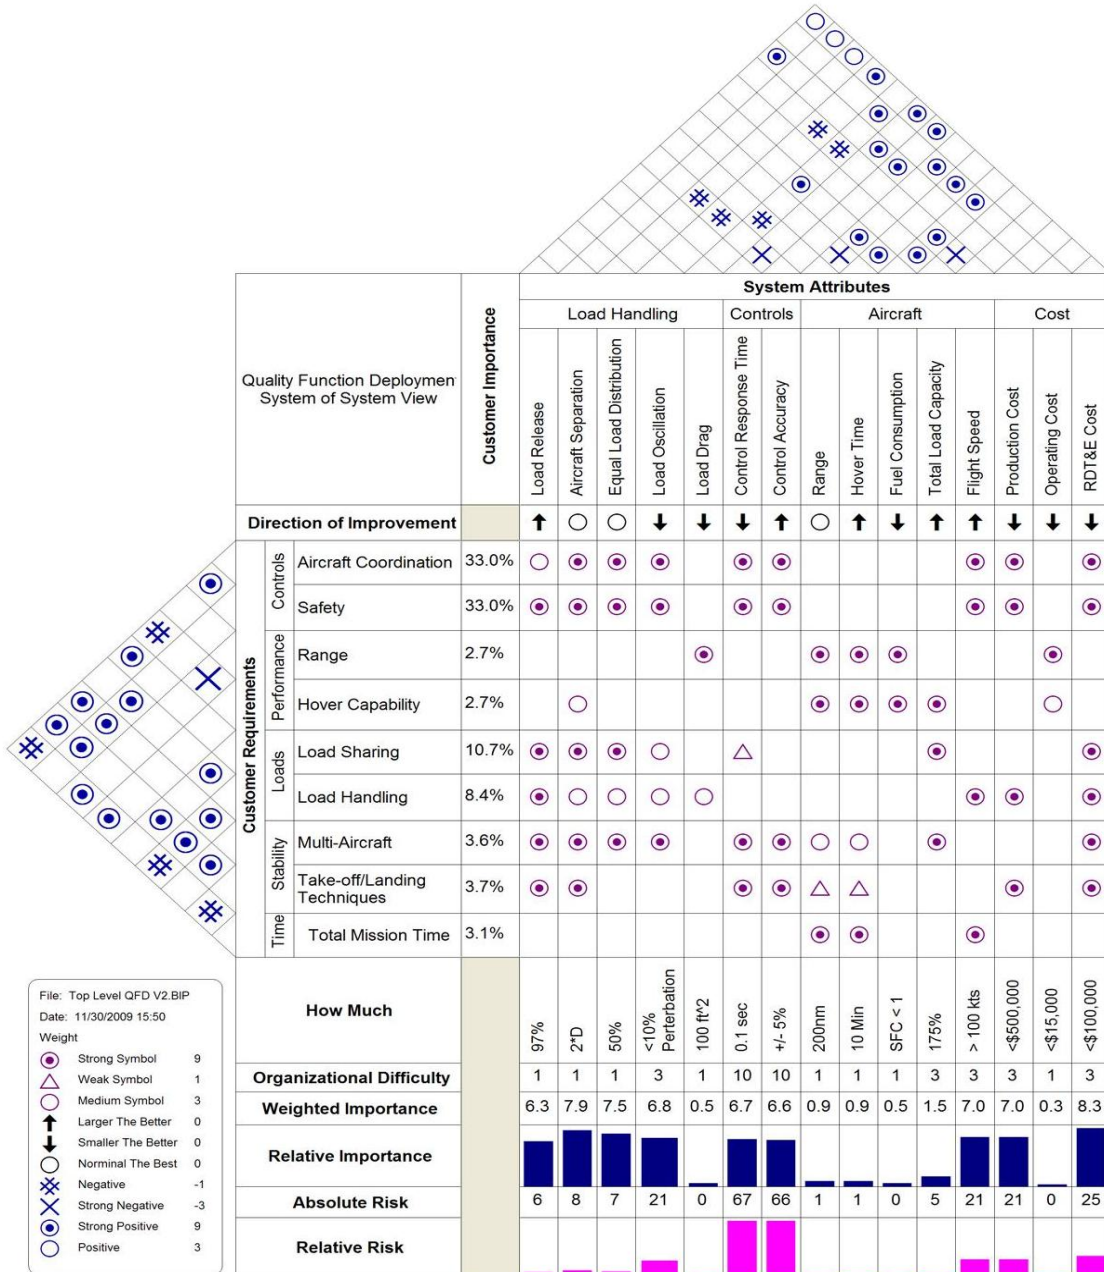 System Attributes
Load Handling
Controls
Aircraft
Cost
Quality Function Deploymen
System of System View
Customer Importance
Load Release
Aircraft Separation
Equal Load Distribution
Load Oscillation
Load Drag
Control Response Time
Control Accuracy
Range
Hover Time
Fuel Consumption
Total Load Capacity
Flight Speed
Production Cost
Operating Cost
RDT&E Cost
Direction of Improvement
Customer Requirements
Controls
Aircraft Coordination 33.0%
Safety 33.0%
Performance
Range 2.7%
Hover Capability 2.7%
Loads
Load Sharing 10.7%
Load Handling 8.4%
Stability
Multi-Aircraft 3.6%
Take-off/Landing
Techniques 3.7%
Time
Total Mission Time 3.1%
How Much
97%
2*D
50%
<10%
Perterbation
100 ft^2
0.1 sec
+/- 5%
200nm
10 Min
SFC < 1
175%
> 100 kts
<$500,000
<$15,000
<$100,000
Organizational Difficulty 1 1 1 3 1 10 10 1 1 1 3 3 3 1 3
Weighted Importance 6.3 7.9 7.5 6.8 0.5 6.7 6.6 0.9 0.9 0.5 1.5 7.0 7.0 0.3 8.3
Relative Importance
Absolute Risk 6 8 7 21 0 67 66 1 1 0 5 21 21 0 25
Relative Risk
File: Top Level QFD V2.BIP
Date: 11/30/2009 15:50
Weight
Strong Symbol 9
Weak Symbol 1
Medium Symbol 3
Larger The Better 0
Smaller The Better 0
Norminal The Best 0
Negative -1
Strong Negative -3
Strong Positive 9
Positive 3